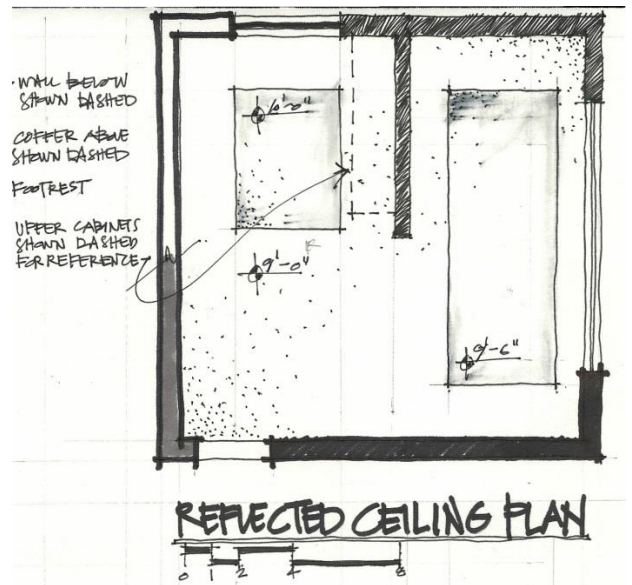 WALL BELOW
SHOWN DASHED
COFFER ABOVE
SHOWN DASHED
FOOTREST
UPPER CABINETS
SHOWN DASHED
FOR REFERENCE
10'-0"
9'-0"
9'-6"
REFLECTED CEILING PLAN
0 1 2 4 8